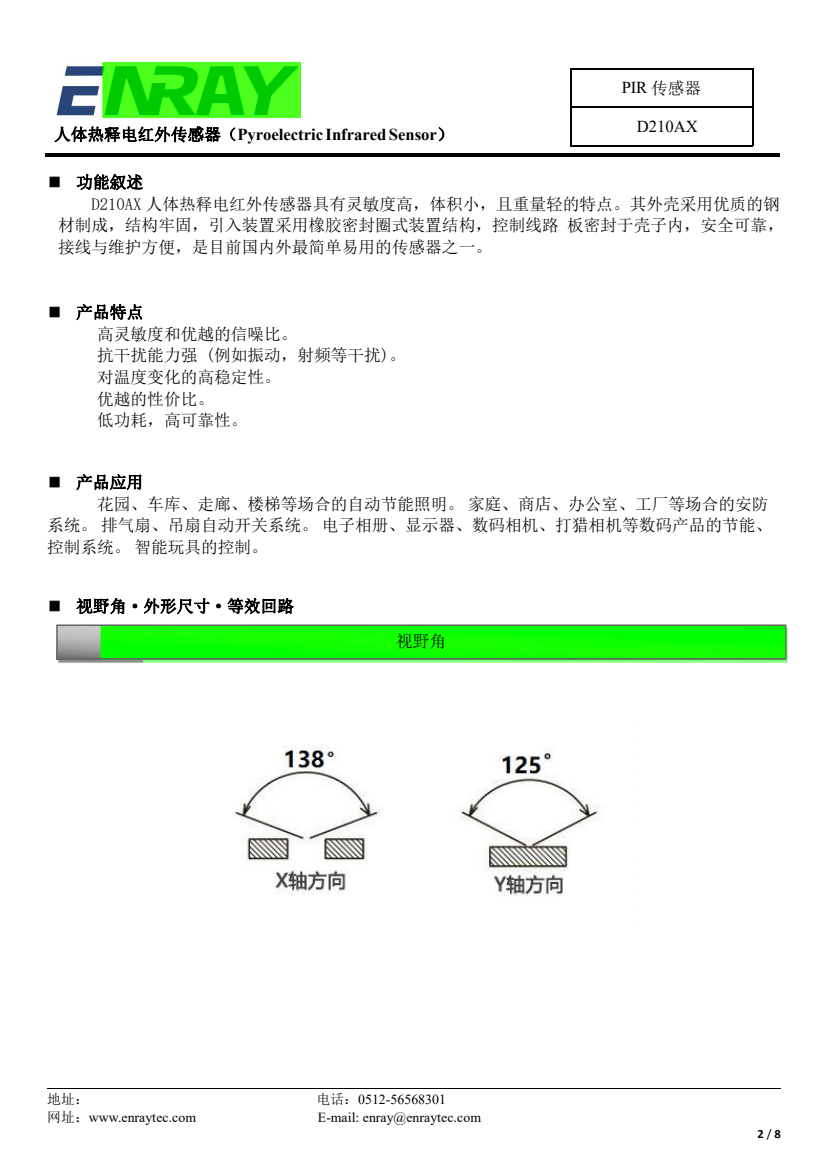 ENRAY
PIR 传感器
D210AX
人体热释电红外传感器（Pyroelectric Infrared Sensor）
■ 功能叙述
D210AX 人体热释电红外传感器具有灵敏度高，体积小，且重量轻的特点。其外壳采用优质的钢
材制成，结构牢固，引入装置采用橡胶密封圈式装置结构，控制线路 板密封于壳子内，安全可靠，
接线与维护方便，是目前国内外最简单易用的传感器之一。
■ 产品特点
高灵敏度和优越的信噪比。
抗干扰能力强 (例如振动，射频等干扰)。
对温度变化的高稳定性。
优越的性价比。
低功耗，高可靠性。
■ 产品应用
花园、车库、走廊、楼梯等场合的自动节能照明。 家庭、商店、办公室、工厂等场合的安防
系统。 排气扇、吊扇自动开关系统。 电子相册、显示器、数码相机、打猎相机等数码产品的节能、
控制系统。 智能玩具的控制。
■ 视野角·外形尺寸·等效回路
视野角
138°
125°
X轴方向
Y轴方向
地址：
电话：0512-56568301
网址：www.enraytec.com
E-mail: enray@enraytec.com
2 / 8